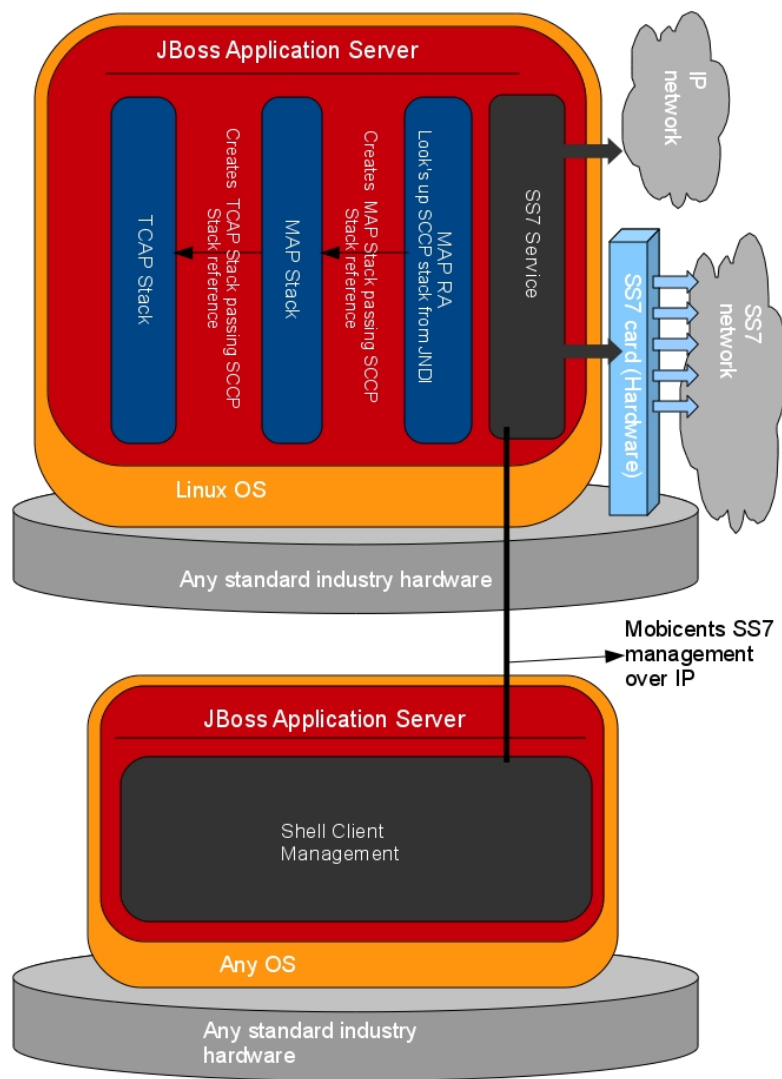 JBoss Application Server
IP
network
TCAP Stack
Creates TCAP Stack passing SCCP
Stack reference
MAP Stack
Creates MAP Stack passing SCCP
Stack reference
MAP RA
Look's up SCCP stack from JNDI
SS7 Service
SS7 card (Hardware)
SS7
network
Linux OS
Any standard industry hardware
Mobicents SS7
management
over IP
JBoss Application Server
Shell Client
Management
Any OS
Any standard industry
hardware